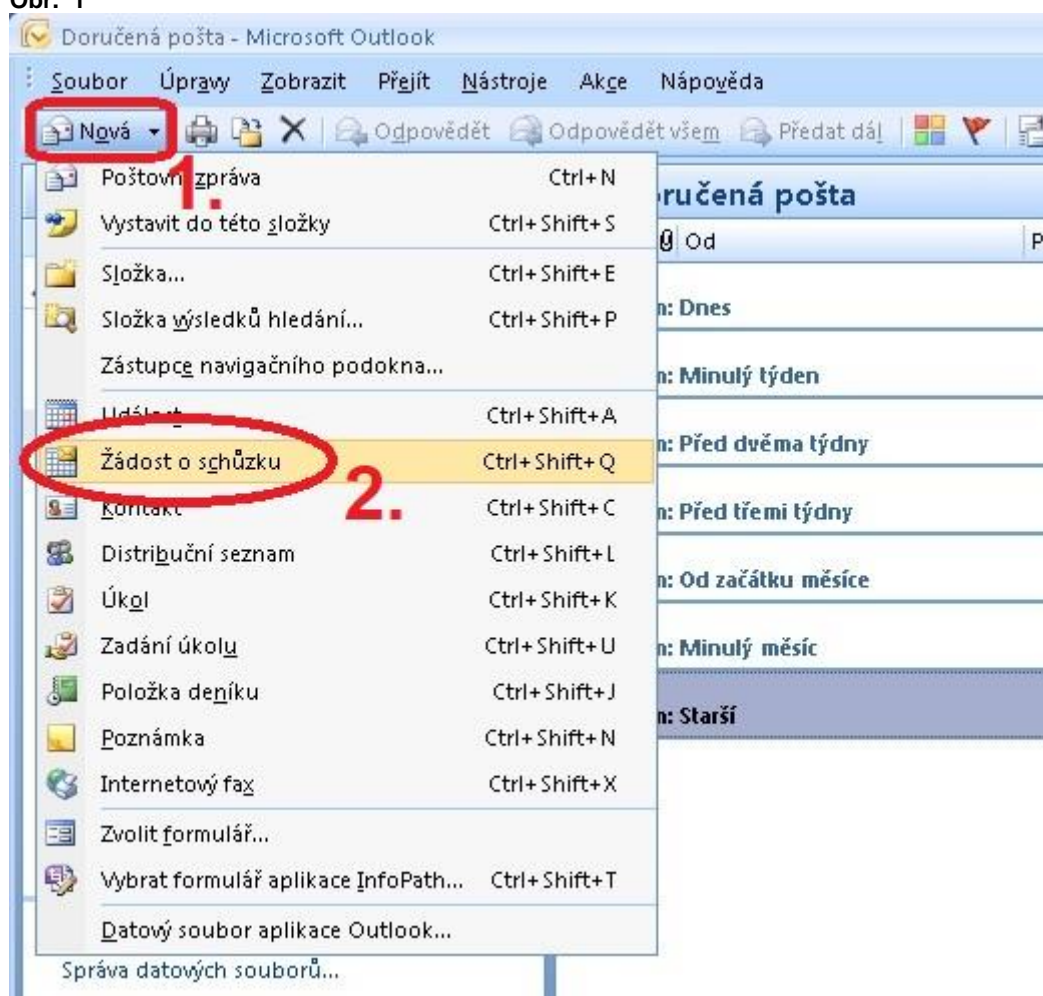 Obr. 1
Doručená pošta - Microsoft Outlook
Soubor Úpravy Zobrazit Přejít Nástroje Akce Nápověda
Nová Odpovědět Odpovědět všem Předat dál
1.
Poštovní zpráva Ctrl+N
ručená pošta
Vystavit do této složky Ctrl+Shift+S
Od P
Složka... Ctrl+Shift+E
n: Dnes
Složka výsledků hledání... Ctrl+Shift+P
Zástupce navigačního podokna...
n: Minulý týden
Událost Ctrl+Shift+A
n: Před dvěma týdny
Žádost o schůzku Ctrl+Shift+Q
2.
Kontakt Ctrl+Shift+C
n: Před třemi týdny
Distribuční seznam Ctrl+Shift+L
n: Od začátku měsíce
Úkol Ctrl+Shift+K
Zadání úkolu Ctrl+Shift+U
n: Minulý měsíc
Položka deníku Ctrl+Shift+J
n: Starší
Poznámka Ctrl+Shift+N
Internetový fax Ctrl+Shift+X
Zvolit formulář...
Vybrat formulář aplikace InfoPath... Ctrl+Shift+T
Datový soubor aplikace Outlook...
Správa datových souborů...